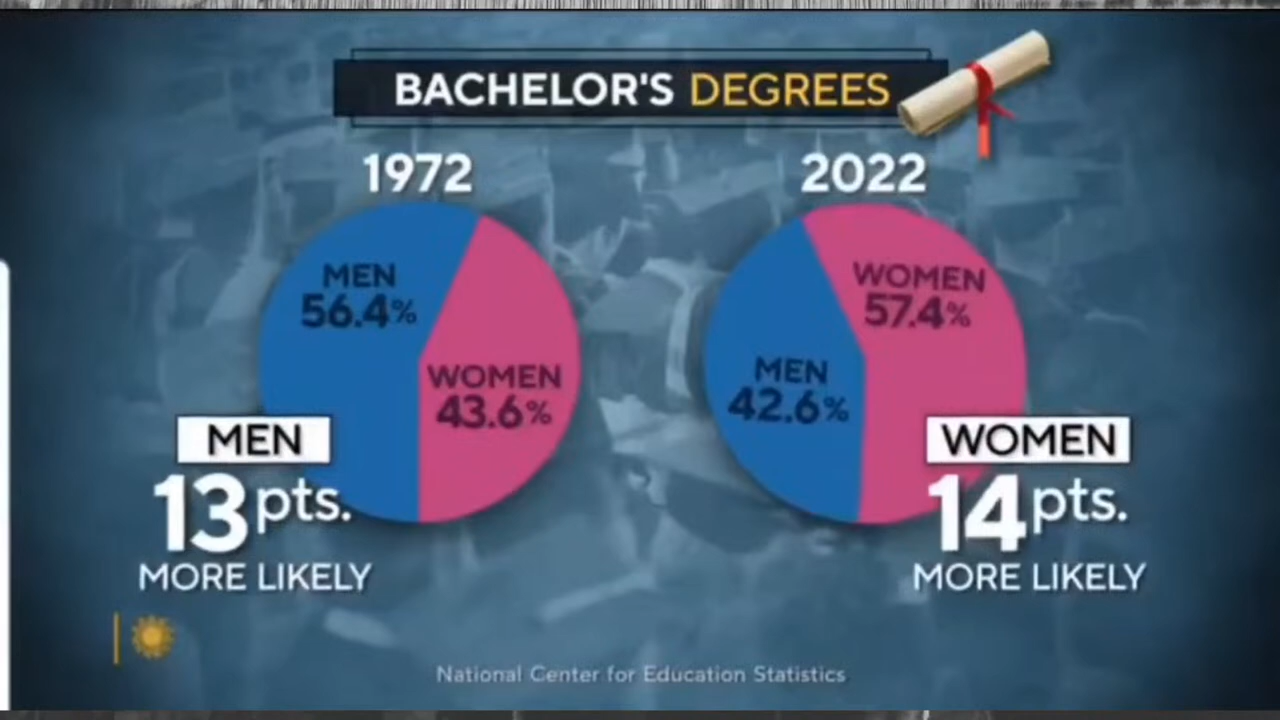 BACHELOR'S DEGREES
1972
MEN
56.4%
WOMEN
43.6%
MEN
13 pts.
MORE LIKELY
2022
WOMEN
57.4%
MEN
42.6%
WOMEN
14 pts.
MORE LIKELY
National Center for Education Statistics